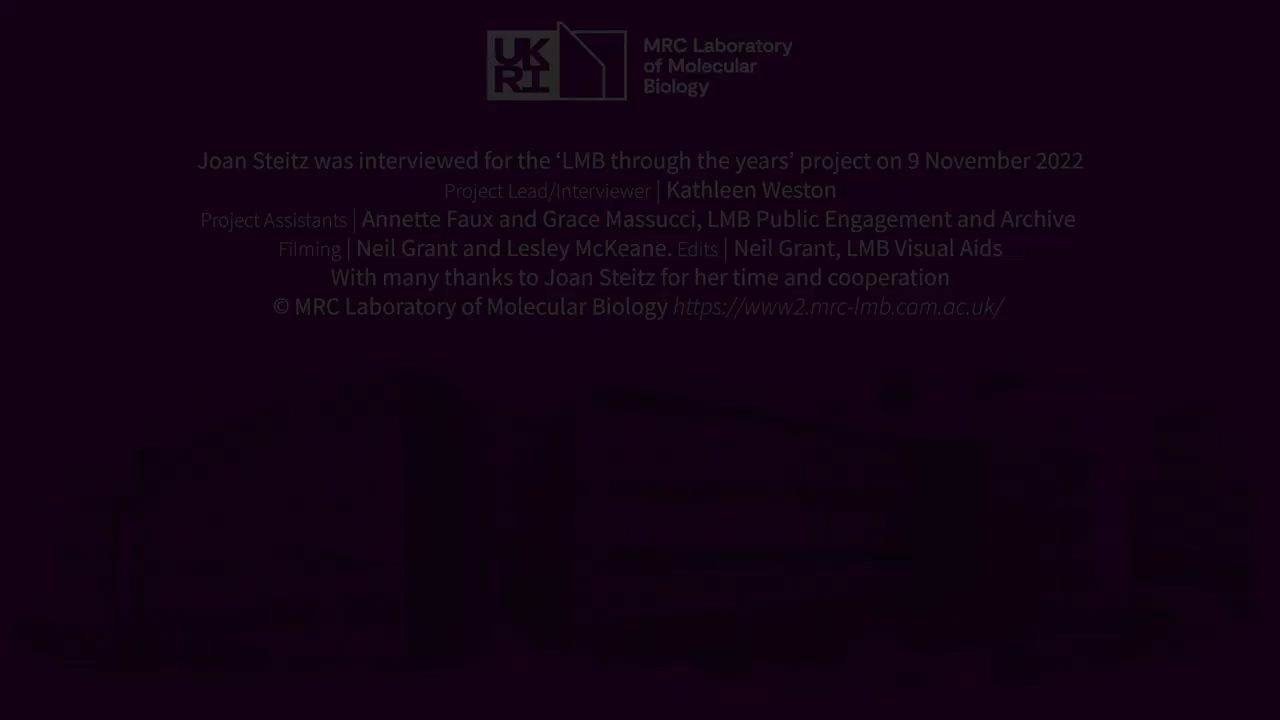 UK
RI
MRC Laboratory
of Molecular
Biology
Joan Steitz was interviewed for the ‘LMB through the years’ project on 9 November 2022
Project Lead/Interviewer | Kathleen Weston
Project Assistants | Annette Faux and Grace Massucci, LMB Public Engagement and Archive
Filming | Neil Grant and Lesley McKeane. Edits | Neil Grant, LMB Visual Aids
With many thanks to Joan Steitz for her time and cooperation
© MRC Laboratory of Molecular Biology https://www2.mrc-lmb.cam.ac.uk/